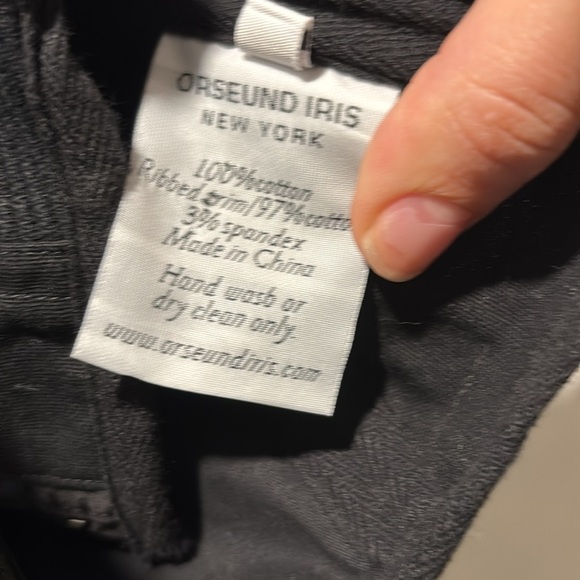 ORSEUND IRIS
NEW YORK
100%cotton
Ribbed trim/97%cotto
3% spandex
Made in China
Hand wash or
dry clean only.
www.orseundiris.com